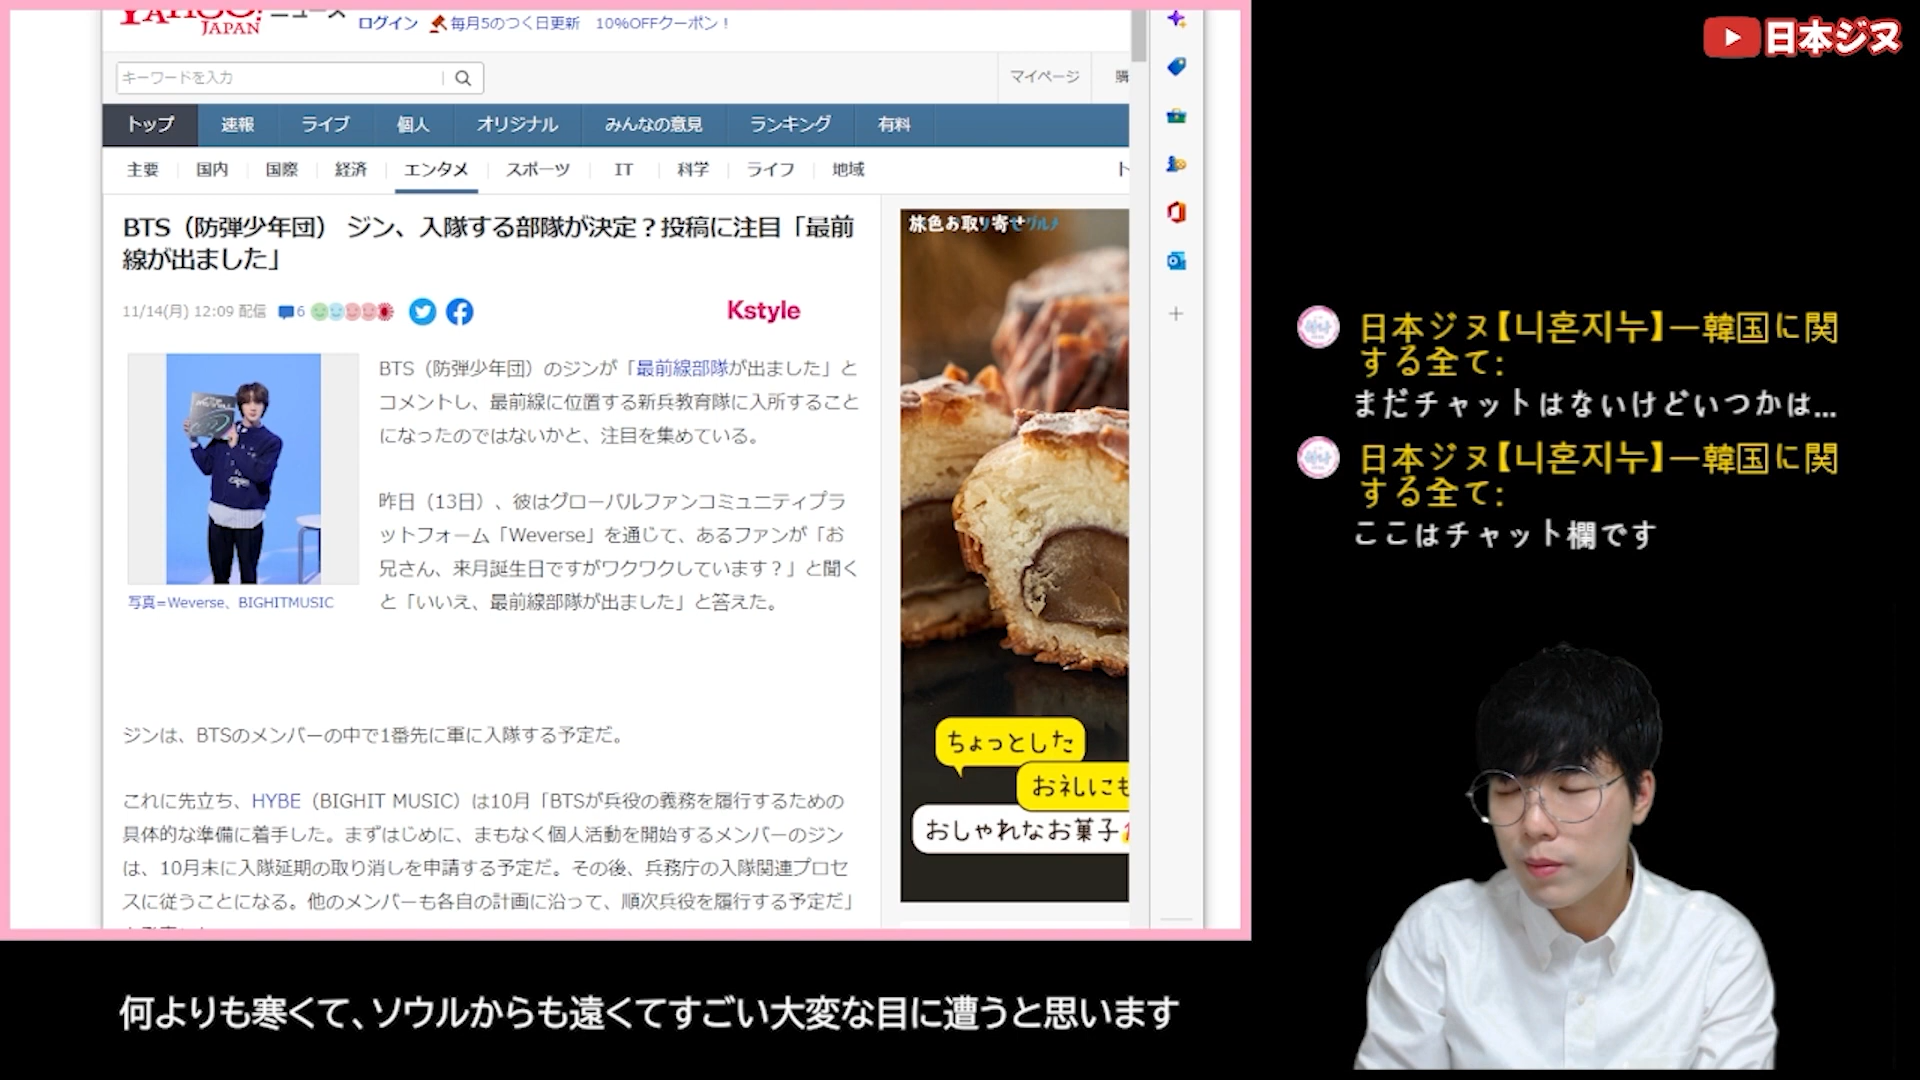 YAHOO! ニュース
JAPAN
ログイン 毎月5のつく日更新 10%OFFクーポン！
キーワードを入力
マイページ 購
トップ 速報 ライブ 個人 オリジナル みんなの意見 ランキング 有料
主要 国内 国際 経済 エンタメ スポーツ IT 科学 ライフ 地域 ト
BTS（防弾少年団） ジン、入隊する部隊が決定？投稿に注目「最前
線が出ました」
11/14(月) 12:09 配信 6
Kstyle
BTS（防弾少年団）のジンが「最前線部隊が出ました」と
コメントし、最前線に位置する新兵教育隊に入所すること
になったのではないかと、注目を集めている。
昨日（13日）、彼はグローバルファンコミュニティプラ
ットフォーム「Weverse」を通じて、あるファンが「お
兄さん、来月誕生日ですがワクワクしています？」と聞く
と「いいえ、最前線部隊が出ました」と答えた。
写真=Weverse、BIGHITMUSIC
ジンは、BTSのメンバーの中で1番先に軍に入隊する予定だ。
これに先立ち、HYBE（BIGHIT MUSIC）は10月「BTSが兵役の義務を履行するための
具体的な準備に着手した。まずはじめに、まもなく個人活動を開始するメンバーのジン
は、10月末に入隊延期の取り消しを申請する予定だ。その後、兵務庁の入隊関連プロセ
スに従うことになる。他のメンバーも各自の計画に沿って、順次兵役を履行する予定だ」
旅色お取り寄せグルメ
ちょっとした
お礼にも
おしゃれなお菓子
日本ジヌ
日本ジヌ【니혼지누】ー韓国に関
する全て:
まだチャットはないけどいつかは...
日本ジヌ【니혼지누】ー韓国に関
する全て:
ここはチャット欄です
何よりも寒くて、ソウルからも遠くてすごい大変な目に遭うと思います